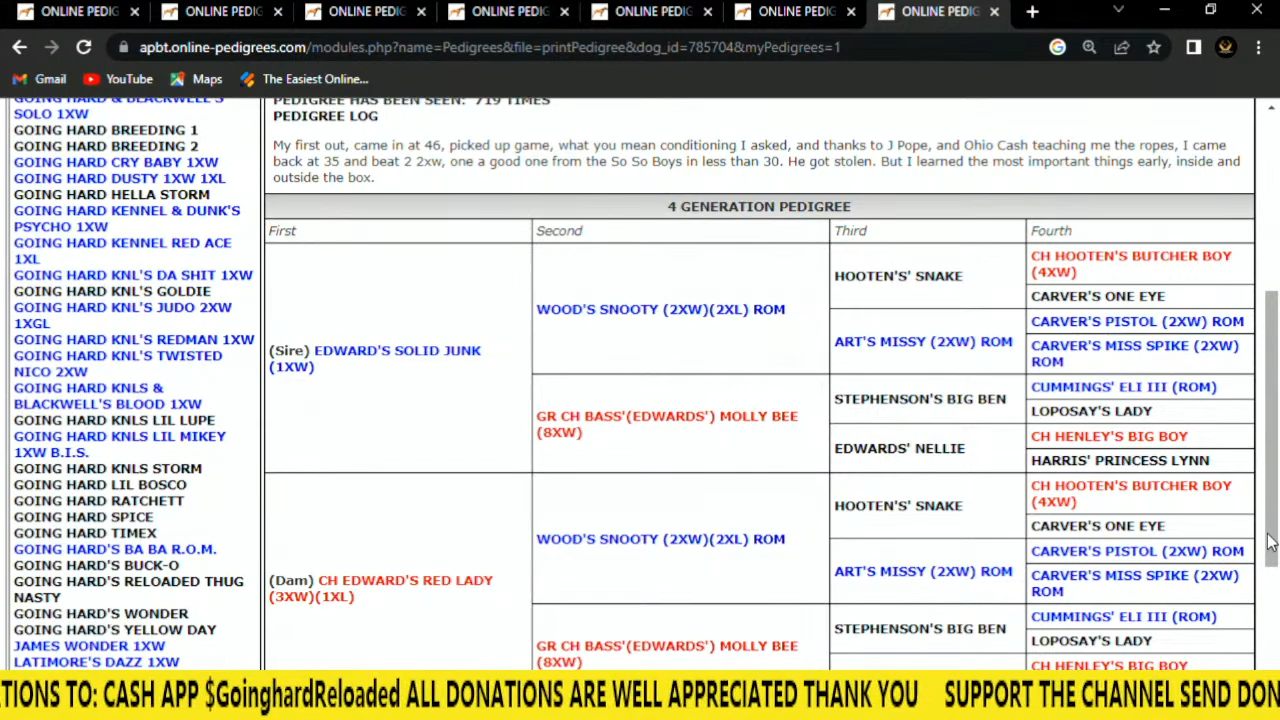 ONLINE PEDIG
ONLINE PEDIG
ONLINE PEDIG
ONLINE PEDIG
ONLINE PEDIG
ONLINE PEDIG
ONLINE PEDIG
apbt.online-pedigrees.com/modules.php?name=Pedigrees&file=printPedigree&dog_id=785704&myPedigrees=1
Gmail YouTube Maps The Easiest Online...
GOING HARD & BLACKWELL'S
SOLO 1XW
GOING HARD BREEDING 1
GOING HARD BREEDING 2
GOING HARD CRY BABY 1XW
GOING HARD DUSTY 1XW 1XL
GOING HARD HELLA STORM
GOING HARD KENNEL & DUNK'S
PSYCHO 1XW
GOING HARD KENNEL RED ACE
1XL
GOING HARD KNL'S DA SHIT 1XW
GOING HARD KNL'S GOLDIE
GOING HARD KNL'S JUDO 2XW
1XGL
GOING HARD KNL'S REDMAN 1XW
GOING HARD KNL'S TWISTED
NICO 2XW
GOING HARD KNLS &
BLACKWELL'S BLOOD 1XW
GOING HARD KNLS LIL LUPE
GOING HARD KNLS LIL MIKEY
1XW B.I.S.
GOING HARD KNLS STORM
GOING HARD LIL BOSCO
GOING HARD RATCHETT
GOING HARD SPICE
GOING HARD TIMEX
GOING HARD'S BA BA R.O.M.
GOING HARD'S BUCK-O
GOING HARD'S RELOADED THUG
NASTY
GOING HARD'S WONDER
GOING HARD'S YELLOW DAY
JAMES WONDER 1XW
LATIMORE'S DAZZ 1XW
PEDIGREE HAS BEEN SEEN: 719 TIMES
PEDIGREE LOG
My first out, came in at 46, picked up game, what you mean conditioning I asked, and thanks to J Pope, and Ohio Cash teaching me the ropes, I came
back at 35 and beat 2 2xw, one a good one from the So So Boys in less than 30. He got stolen. But I learned the most important things early, inside and
outside the box.
4 GENERATION PEDIGREE
First Second Third Fourth
(Sire) EDWARD'S SOLID JUNK
(1XW)
WOOD'S SNOOTY (2XW)(2XL) ROM
HOOTEN'S' SNAKE
CH HOOTEN'S BUTCHER BOY
(4XW)
CARVER'S ONE EYE
ART'S MISSY (2XW) ROM
CARVER'S PISTOL (2XW) ROM
CARVER'S MISS SPIKE (2XW)
ROM
GR CH BASS'(EDWARDS') MOLLY BEE
(8XW)
STEPHENSON'S BIG BEN
CUMMINGS' ELI III (ROM)
LOPOSAY'S LADY
EDWARDS' NELLIE
CH HENLEY'S BIG BOY
HARRIS' PRINCESS LYNN
(Dam) CH EDWARD'S RED LADY
(3XW)(1XL)
WOOD'S SNOOTY (2XW)(2XL) ROM
HOOTEN'S' SNAKE
CH HOOTEN'S BUTCHER BOY
(4XW)
CARVER'S ONE EYE
ART'S MISSY (2XW) ROM
CARVER'S PISTOL (2XW) ROM
CARVER'S MISS SPIKE (2XW)
ROM
GR CH BASS'(EDWARDS') MOLLY BEE
(8XW)
STEPHENSON'S BIG BEN
CUMMINGS' ELI III (ROM)
LOPOSAY'S LADY
CH HENLEY'S BIG BOY
ATIONS TO: CASH APP $GoinghardReloaded ALL DONATIONS ARE WELL APPRECIATED THANK YOU SUPPORT THE CHANNEL SEND DON